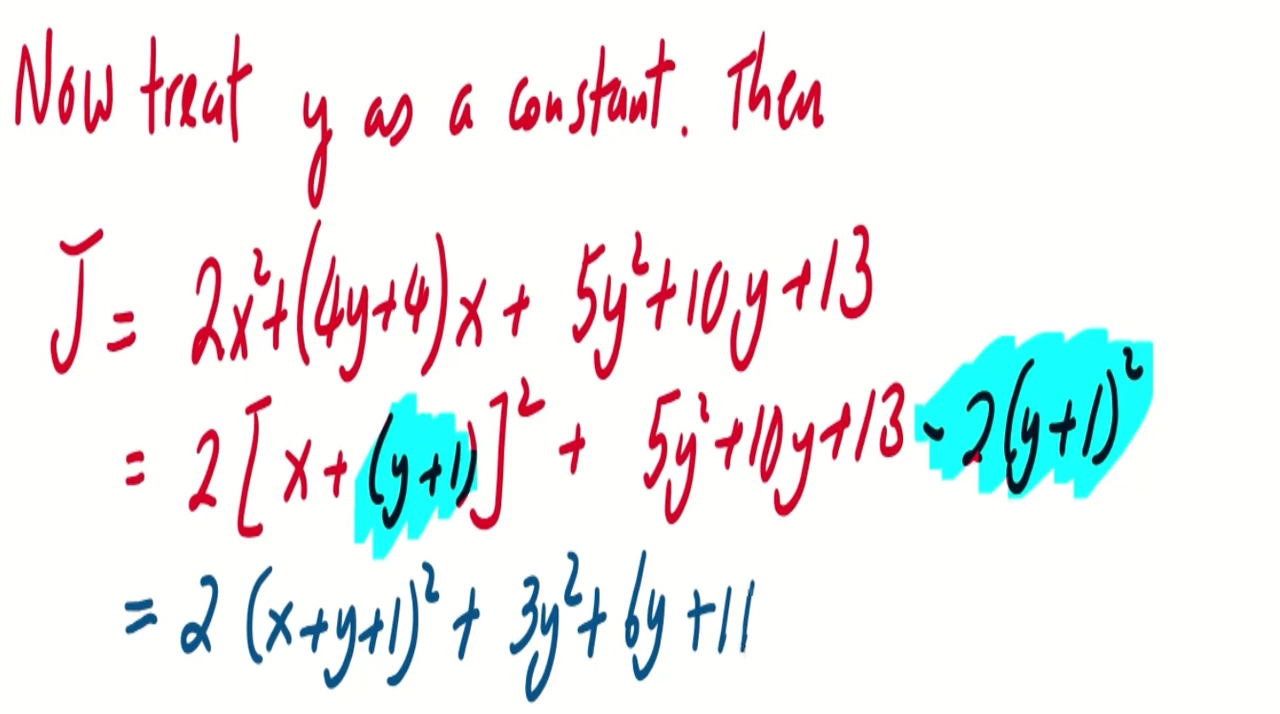 Now treat y as a constant. Then
J = 2x²+(4y+4)x + 5y²+10y+13
= 2[x+(y+1)]² + 5y²+10y+13 - 2(y+1)²
= 2(x+y+1)² + 3y²+6y+11